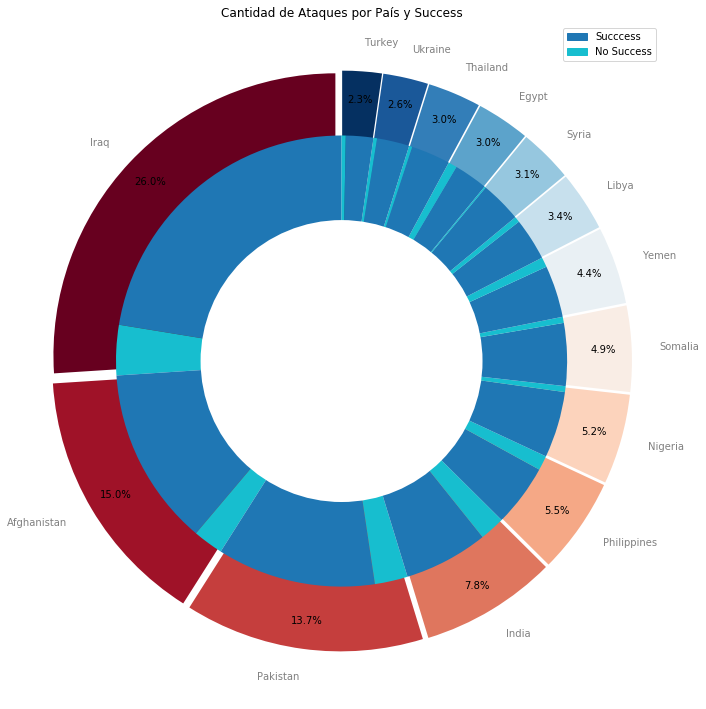 Cantidad de Ataques por País y Success
Succcess
No Success
Turkey
2.3%
Ukraine
2.6%
Thailand
3.0%
Egypt
3.0%
Syria
3.1%
Libya
3.4%
Yemen
4.4%
Somalia
4.9%
Nigeria
5.2%
Philippines
5.5%
India
7.8%
Pakistan
13.7%
Afghanistan
15.0%
Iraq
26.0%